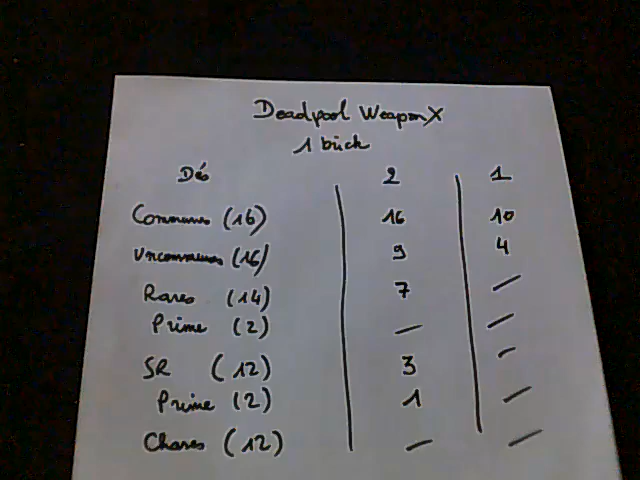 Deadpool WeaponX
1 brick
Dés 2 1
Communes (16) 16 10
Uncommunes (16) 9 4
Rares (14) 7 —
Prime (2) — —
SR (12) 3 —
Prime (2) 1 —
Chases (12) — —